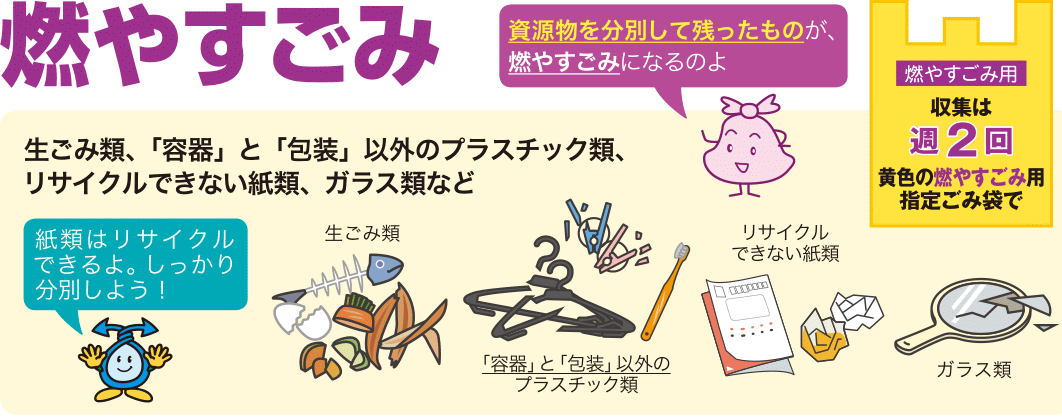 燃やすごみ
資源物を分別して残ったものが、
燃やすごみになるのよ
燃やすごみ用
収集は
週2回
黄色の燃やすごみ用
指定ごみ袋で
生ごみ類、「容器」と「包装」以外のプラスチック類、
リサイクルできない紙類、ガラス類など
紙類はリサイクル
できるよ。しっかり
分別しよう!
生ごみ類
「容器」と「包装」以外の
プラスチック類
リサイクル
できない紙類
ガラス類